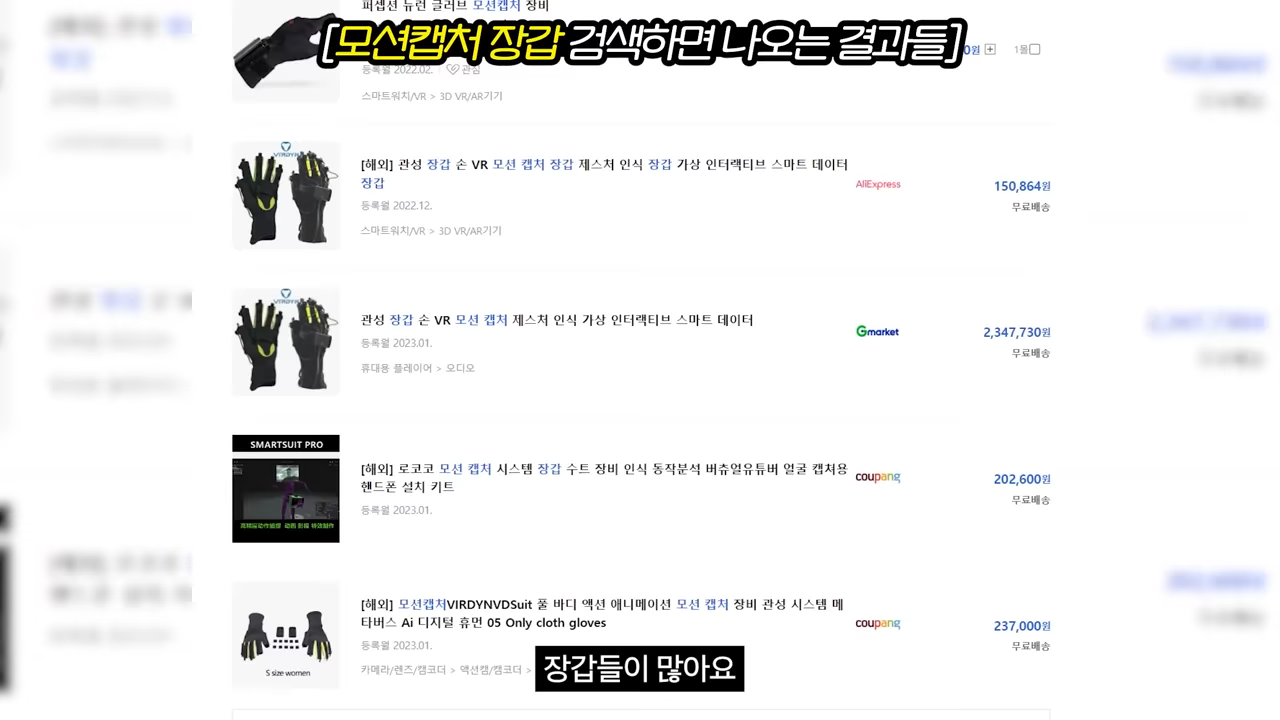 퍼셉션 뉴런 글러브 모션캡처 장비
[모션캡처 장갑 검색하면 나오는 결과들]
0원
1몰
등록월 2022.02. 관심
스마트워치/VR > 3D VR/AR기기
VIRDYN
[해외] 관성 장갑 손 VR 모션 캡처 장갑 제스처 인식 장갑 가상 인터랙티브 스마트 데이터
장갑
AliExpress
150,864원
등록월 2022.12.
무료배송
스마트워치/VR > 3D VR/AR기기
VIRDYN
관성 장갑 손 VR 모션 캡처 제스처 인식 가상 인터랙티브 스마트 데이터
Gmarket
2,347,730원
등록월 2023.01.
무료배송
휴대용 플레이어 > 오디오
SMARTSUIT PRO
[해외] 로코코 모션 캡처 시스템 장갑 수트 장비 인식 동작분석 버츄얼유튜버 얼굴 캡쳐용
핸드폰 설치 키트
coupang
202,600원
등록월 2023.01.
무료배송
[해외] 모션캡처VIRDYNVDSuit 풀 바디 액션 애니메이션 모션 캡처 장비 관성 시스템 메
타버스 Ai 디지털 휴먼 05 Only cloth gloves
coupang
237,000원
등록월 2023.01.
무료배송
카메라/렌즈/캠코더 > 액션캠/캠코더 >
S size women
장갑들이 많아요